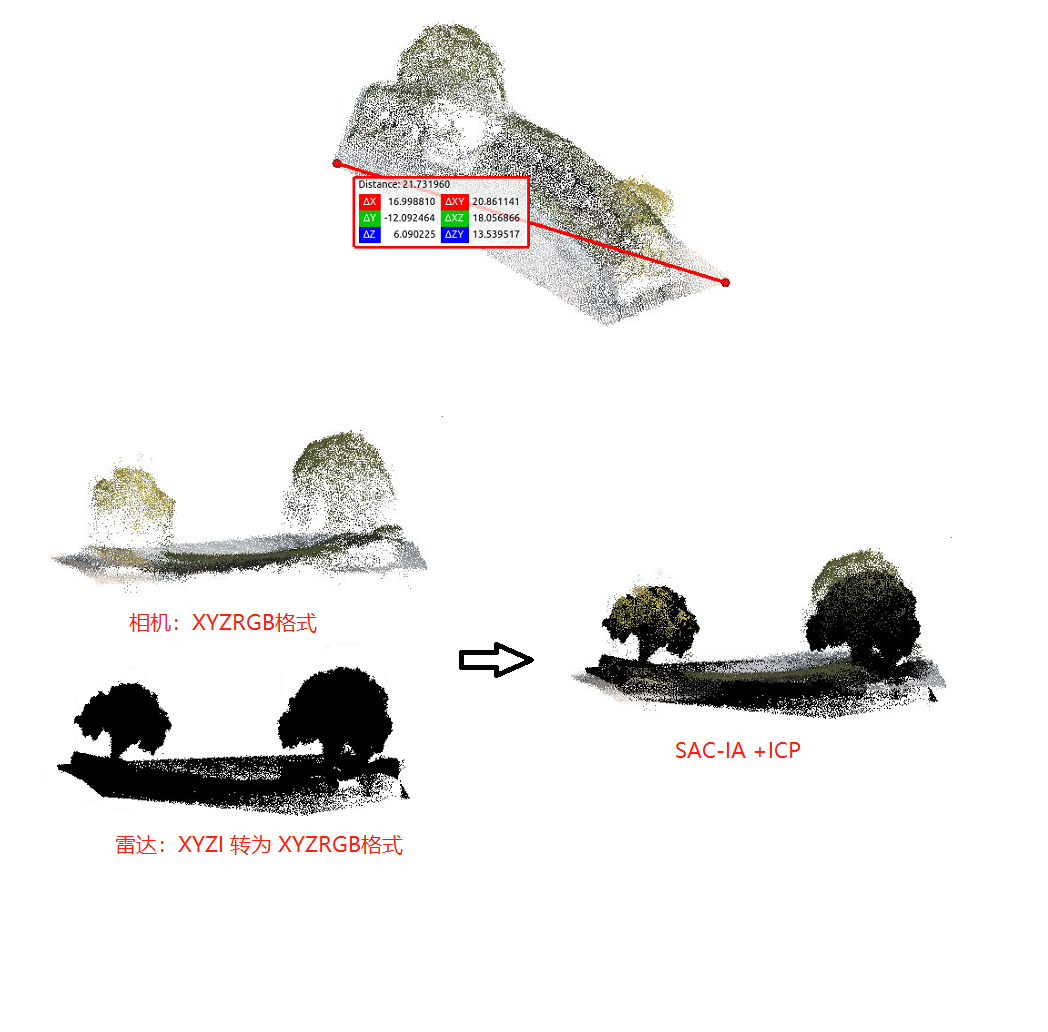 Distance: 21.731960
ΔX 16.998810 ΔXY 20.861141
ΔY -12.092464 ΔXZ 18.056866
ΔZ 6.090225 ΔZY 13.539517
相机：XYZRGB格式
SAC-IA +ICP
雷达：XYZI 转为 XYZRGB格式